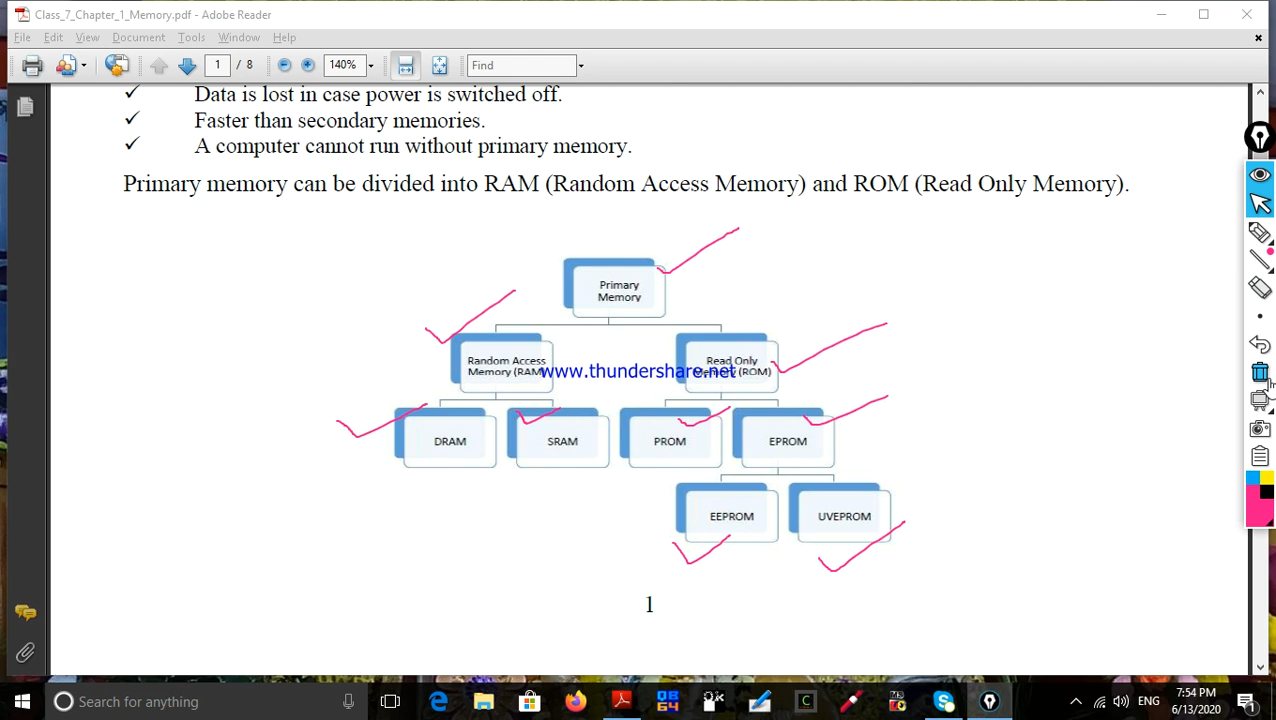 Class_7_Chapter_1_Memory.pdf - Adobe Reader
File Edit View Document Tools Window Help
1 / 8 140% Find
✓ Data is lost in case power is switched off.
✓ Faster than secondary memories.
✓ A computer cannot run without primary memory.
Primary memory can be divided into RAM (Random Access Memory) and ROM (Read Only Memory).
Primary
Memory
Random Access
Memory (RAM)
Read Only
Memory (ROM)
www.thundershare.net
DRAM
SRAM
PROM
EPROM
EEPROM
UVEPROM
1
Search for anything
QB
64
C
ENG
7:54 PM
6/13/2020
1